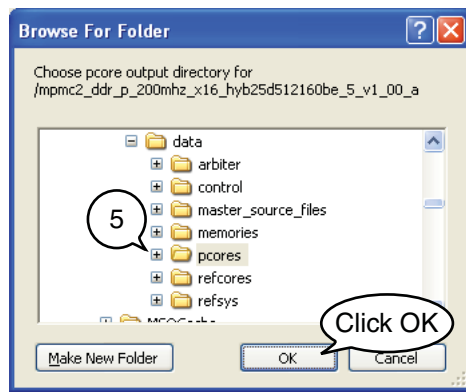 Browse For Folder
Choose pcore output directory for
/mpmc2_ddr_p_200mhz_x16_hyb25d512160be_5_v1_00_a
data
arbiter
control
master_source_files
memories
5
pcores
refcores
refsys
MSOCache
Click OK
Make New Folder
OK
Cancel